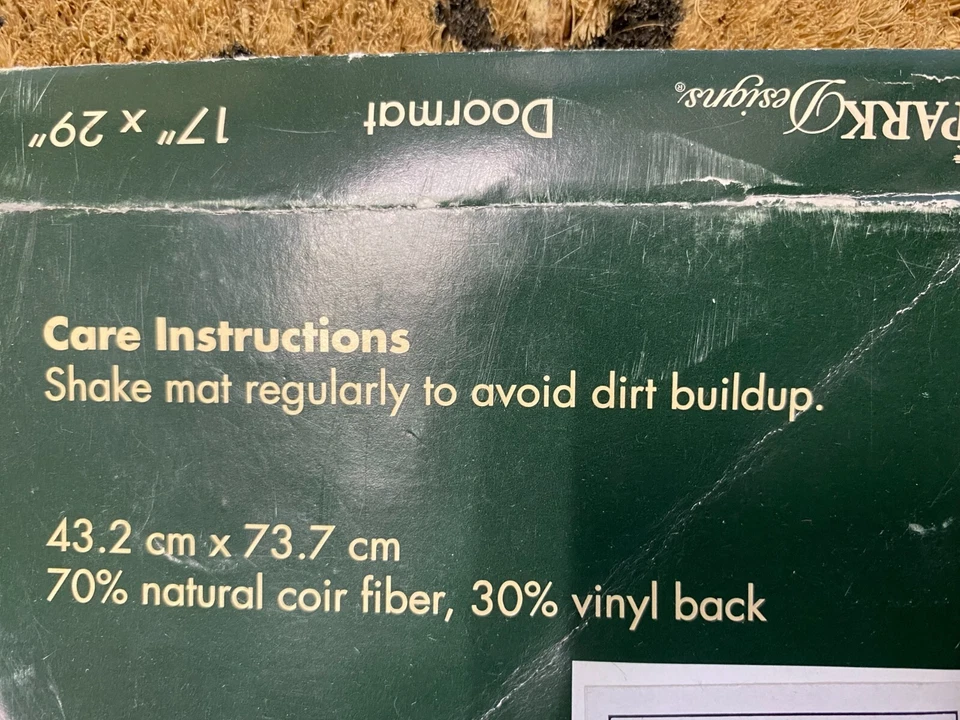 PARK Designs®
Doormat
17" x 29"
Care Instructions
Shake mat regularly to avoid dirt buildup.
43.2 cm x 73.7 cm
70% natural coir fiber, 30% vinyl back